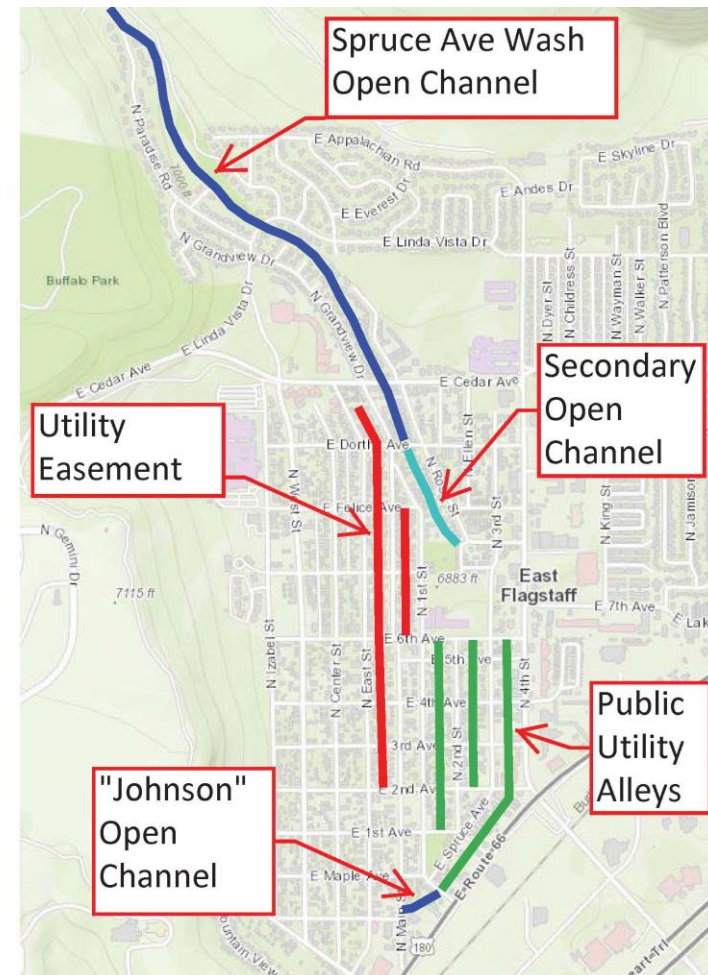 Spruce Ave Wash
Open Channel
N Paradise Rd
7000 ft
E Appalachian Rd
E Skyline Dr
E Andes Dr
E Everest Dr
E Linda Vista Dr
N Grandview Dr
Buffalo Park
N Grandview Dr
E Linda Vista Dr
N Dyer St
N Childress St
N Wayman St
N Walker St
N Patterson Blvd
E Cedar Ave
E Cedar Ave
Secondary
Open
Channel
Utility
Easement
N West St
N Ellen St
E Felice Ave
N 3rd St
N King St
N Jamison
N Gemini Dr
7115 ft
N 1st St
6883 ft
East
Flagstaff
E 7th Ave
E Lak
N Izabel St
N Center St
N East St
E 6th Ave
E 5th Ave
E 4th Ave
N 4th St
3rd Ave
N 2nd St
E 2nd Ave
Public
Utility
Alleys
"Johnson"
Open
Channel
E 1st Ave
E Spruce Ave
E Route 66
E Maple Ave
N Main St
180
ountain View